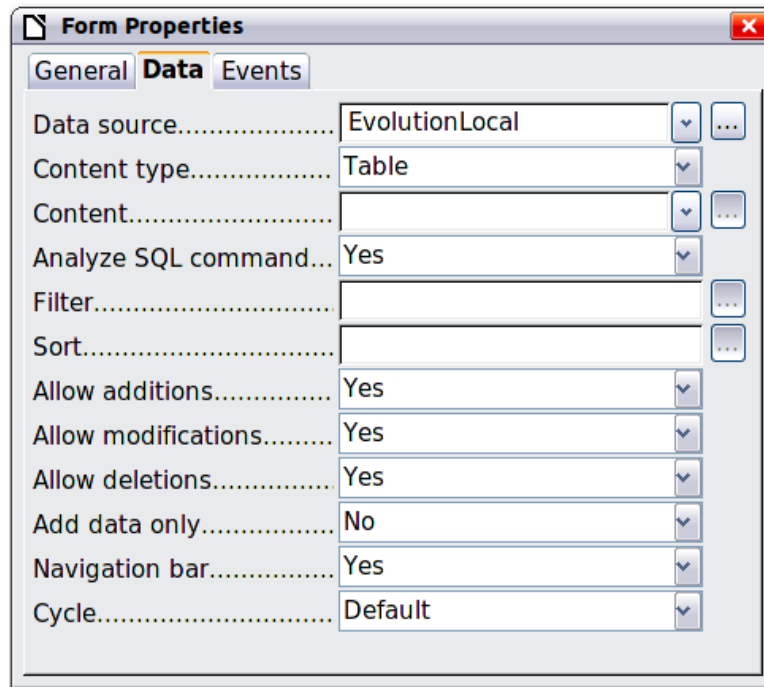 Form Properties
General Data Events
Data source..................... EvolutionLocal ...
Content type................... Table
Content........................... ...
Analyze SQL command... Yes
Filter................................ ...
Sort................................. ...
Allow additions............... Yes
Allow modifications......... Yes
Allow deletions................ Yes
Add data only.................. No
Navigation bar................ Yes
Cycle............................... Default